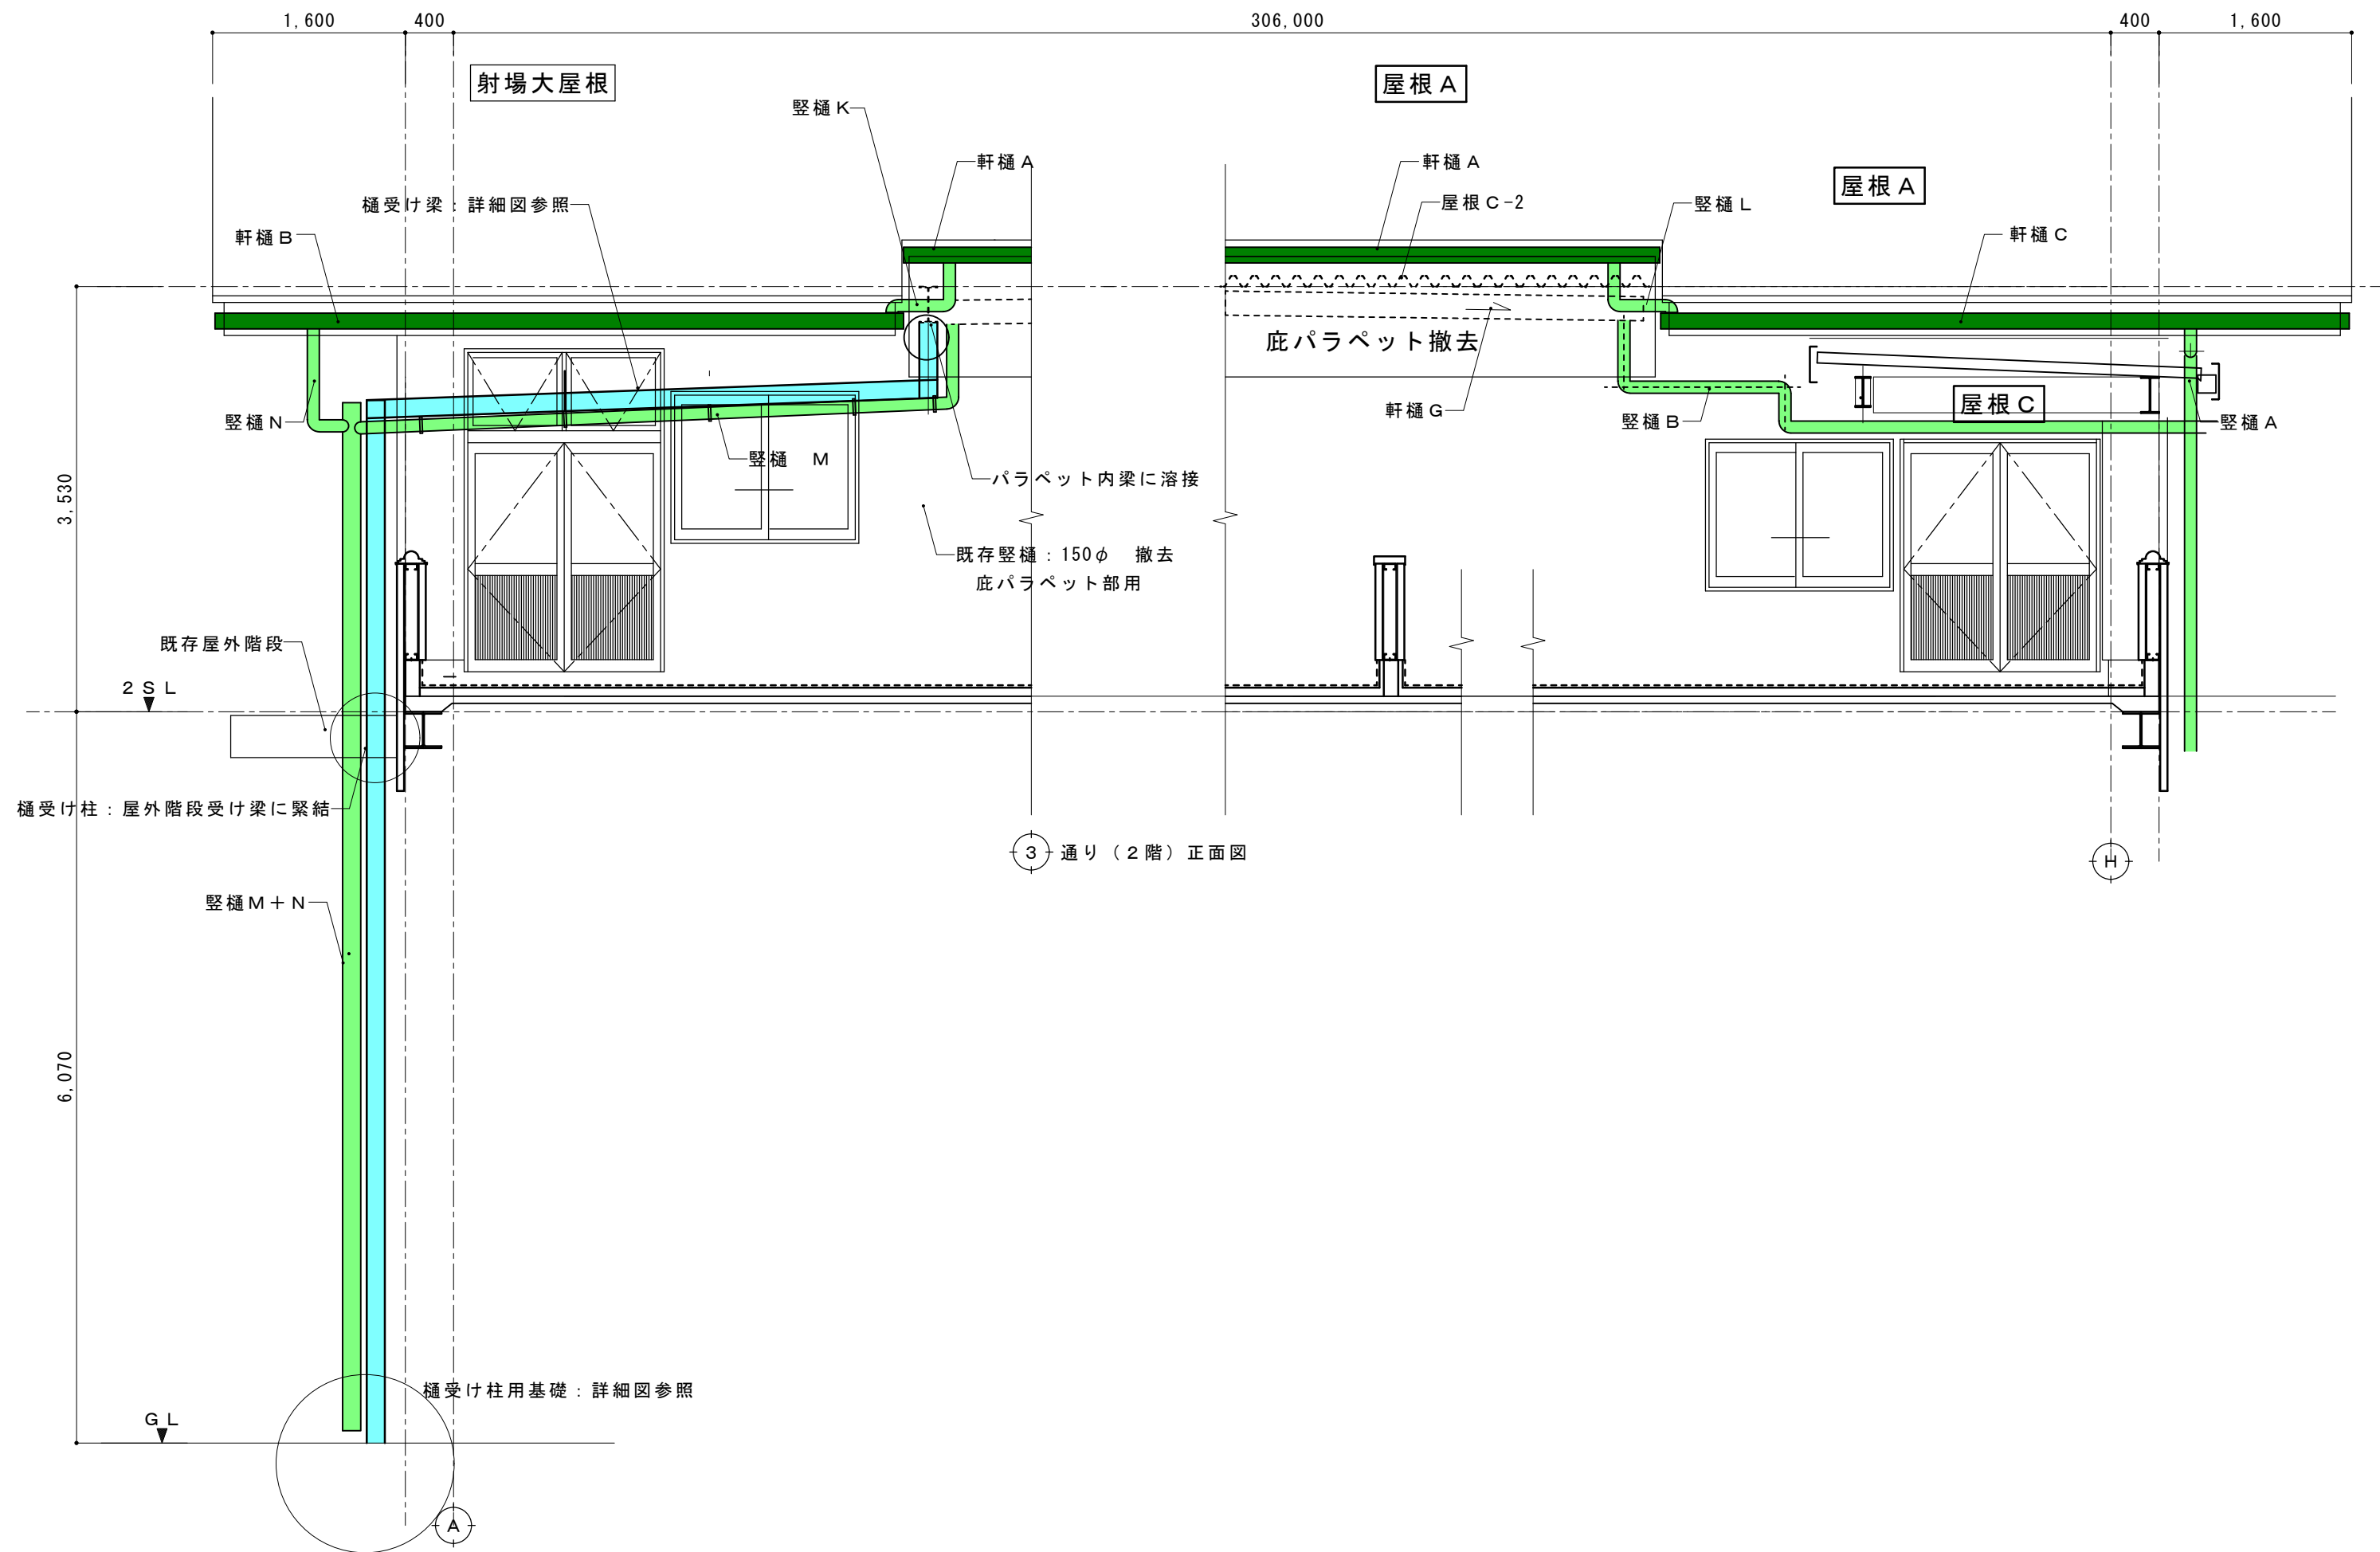 1,600
400
306,000
400
1,600
射場大屋根
屋根A
竪樋K
軒樋A
軒樋A
屋根A
樋受け梁：詳細図参照
屋根C-2
竪樋L
軒樋B
軒樋C
庇パラペット撤去
屋根C
軒樋G
竪樋B
竪樋A
竪樋N
竪樋　M
パラペット内梁に溶接
3,530
既存竪樋：150φ　撤去
庇パラペット部用
既存屋外階段
2SL
樋受け柱：屋外階段受け梁に緊結
3 通り（2階）正面図
H
竪樋M＋N
6,070
樋受け柱用基礎：詳細図参照
GL
A